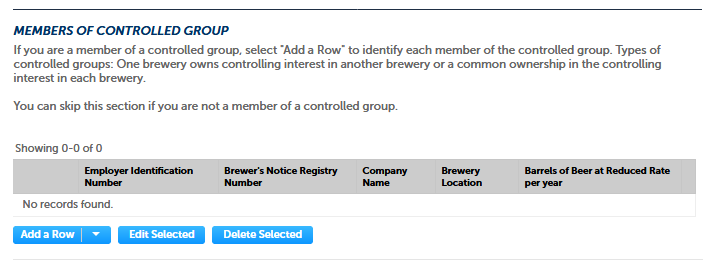 MEMBERS OF CONTROLLED GROUP
If you are a member of a controlled group, select "Add a Row" to identify each member of the controlled group. Types of
controlled groups: One brewery owns controlling interest in another brewery or a common ownership in the controlling
interest in each brewery.
You can skip this section if you are not a member of a controlled group.
Showing 0-0 of 0
Employer Identification Number
Brewer's Notice Registry Number
Company Name
Brewery Location
Barrels of Beer at Reduced Rate per year
No records found.
Add a Row
Edit Selected
Delete Selected